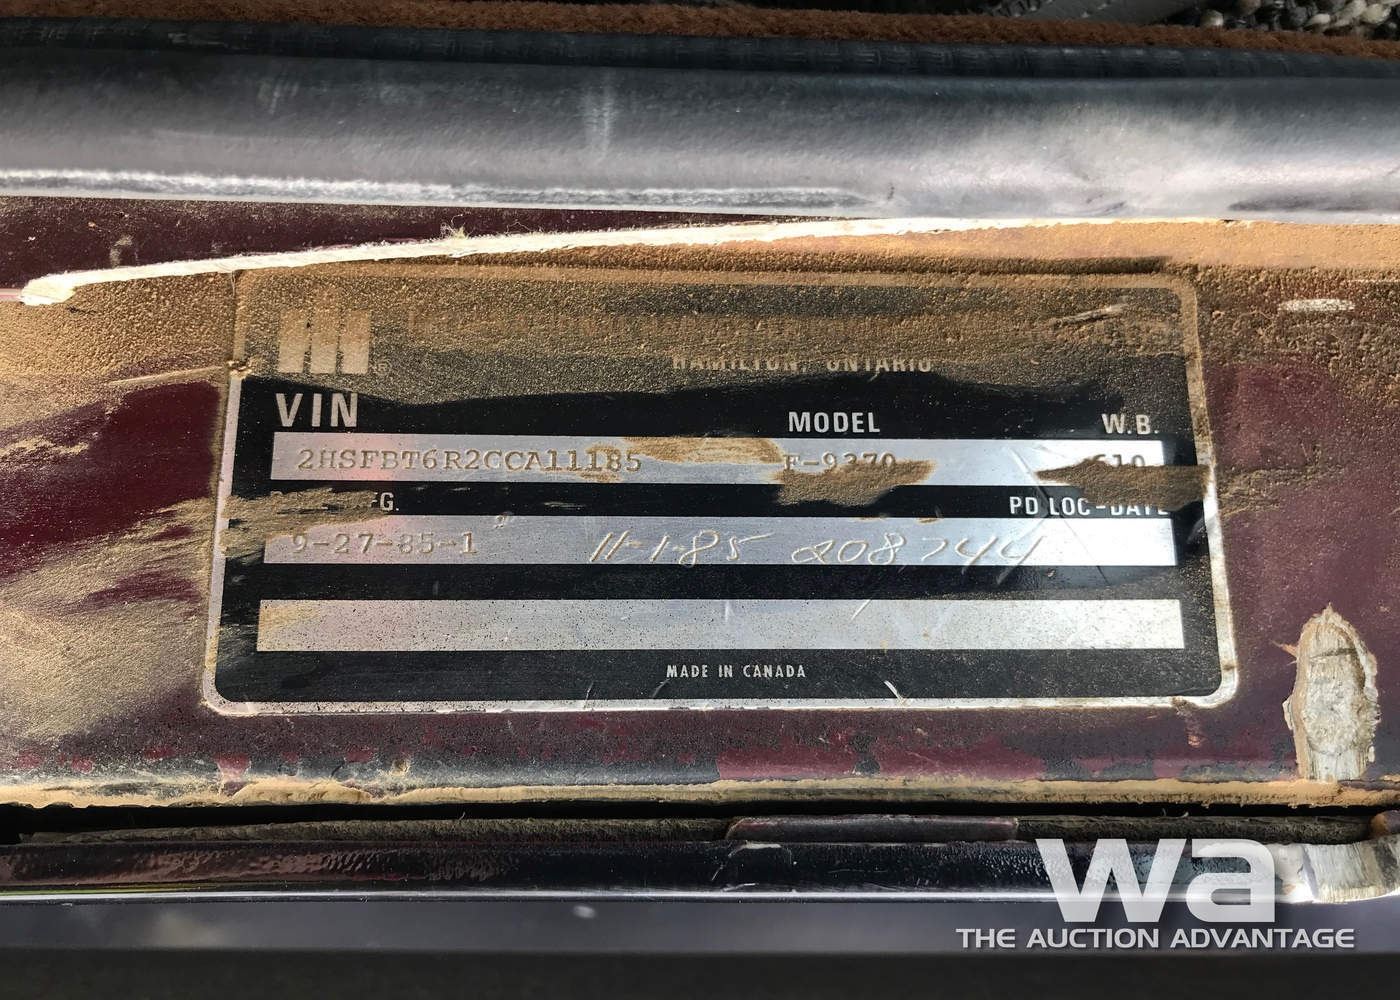 HAMILTON, ONTARIO
VIN MODEL W.B.
2HSFBT6R2CCA11185 F-9370 610
PD LOC-DATE
9-27-85-1 11-1-85 208,744
MADE IN CANADA
wa
THE AUCTION ADVANTAGE